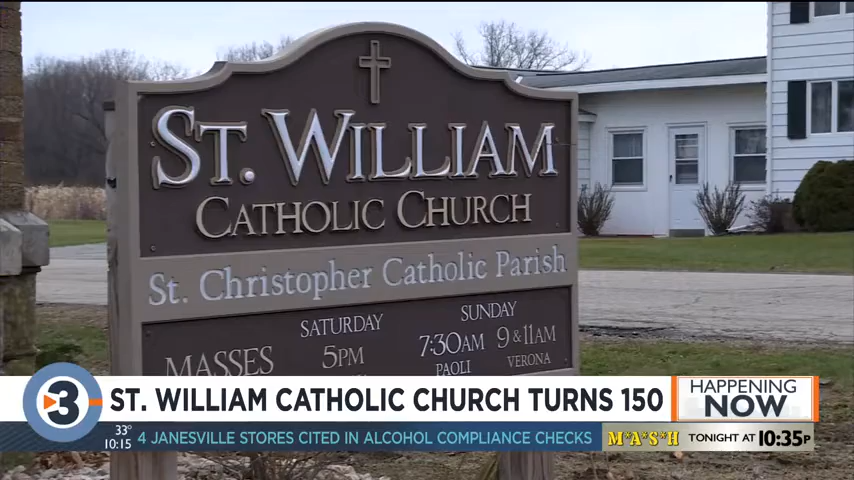 ST. WILLIAM
CATHOLIC CHURCH
St. Christopher Catholic Parish
MASSES
SATURDAY
5PM
SUNDAY
7:30AM 9 & 11AM
PAOLI VERONA
3 ST. WILLIAM CATHOLIC CHURCH TURNS 150
HAPPENING
NOW
33°
10:15
4 JANESVILLE STORES CITED IN ALCOHOL COMPLIANCE CHECKS
M*A*S*H TONIGHT AT 10:35P